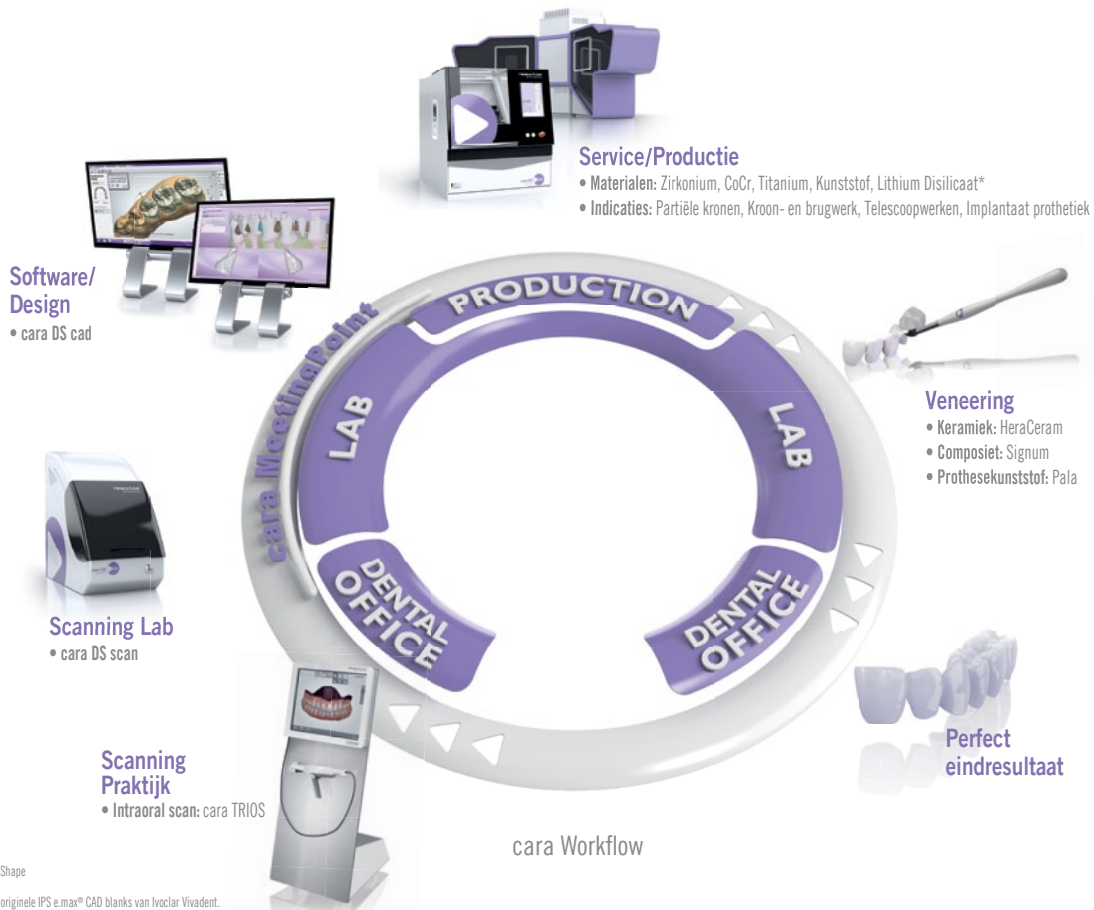 Service/Productie
• Materialen: Zirkonium, CoCr, Titanium, Kunststof, Lithium Disilicaat*
• Indicaties: Partiële kronen, Kroon- en brugwerk, Telescoopwerken, Implantaat prothetiek
Software/
Design
• cara DS cad
PRODUCTION
cara MeetingPoint
LAB
LAB
Veneering
• Keramiek: HeraCeram
• Composiet: Signum
• Prothesekunststof: Pala
DENTAL
OFFICE
DENTAL
OFFICE
Scanning Lab
• cara DS scan
Perfect
eindresultaat
Scanning
Praktijk
• Intraoral scan: cara TRIOS
cara Workflow
Shape
originele IPS e.max® CAD blanks van Ivoclar Vivadent.